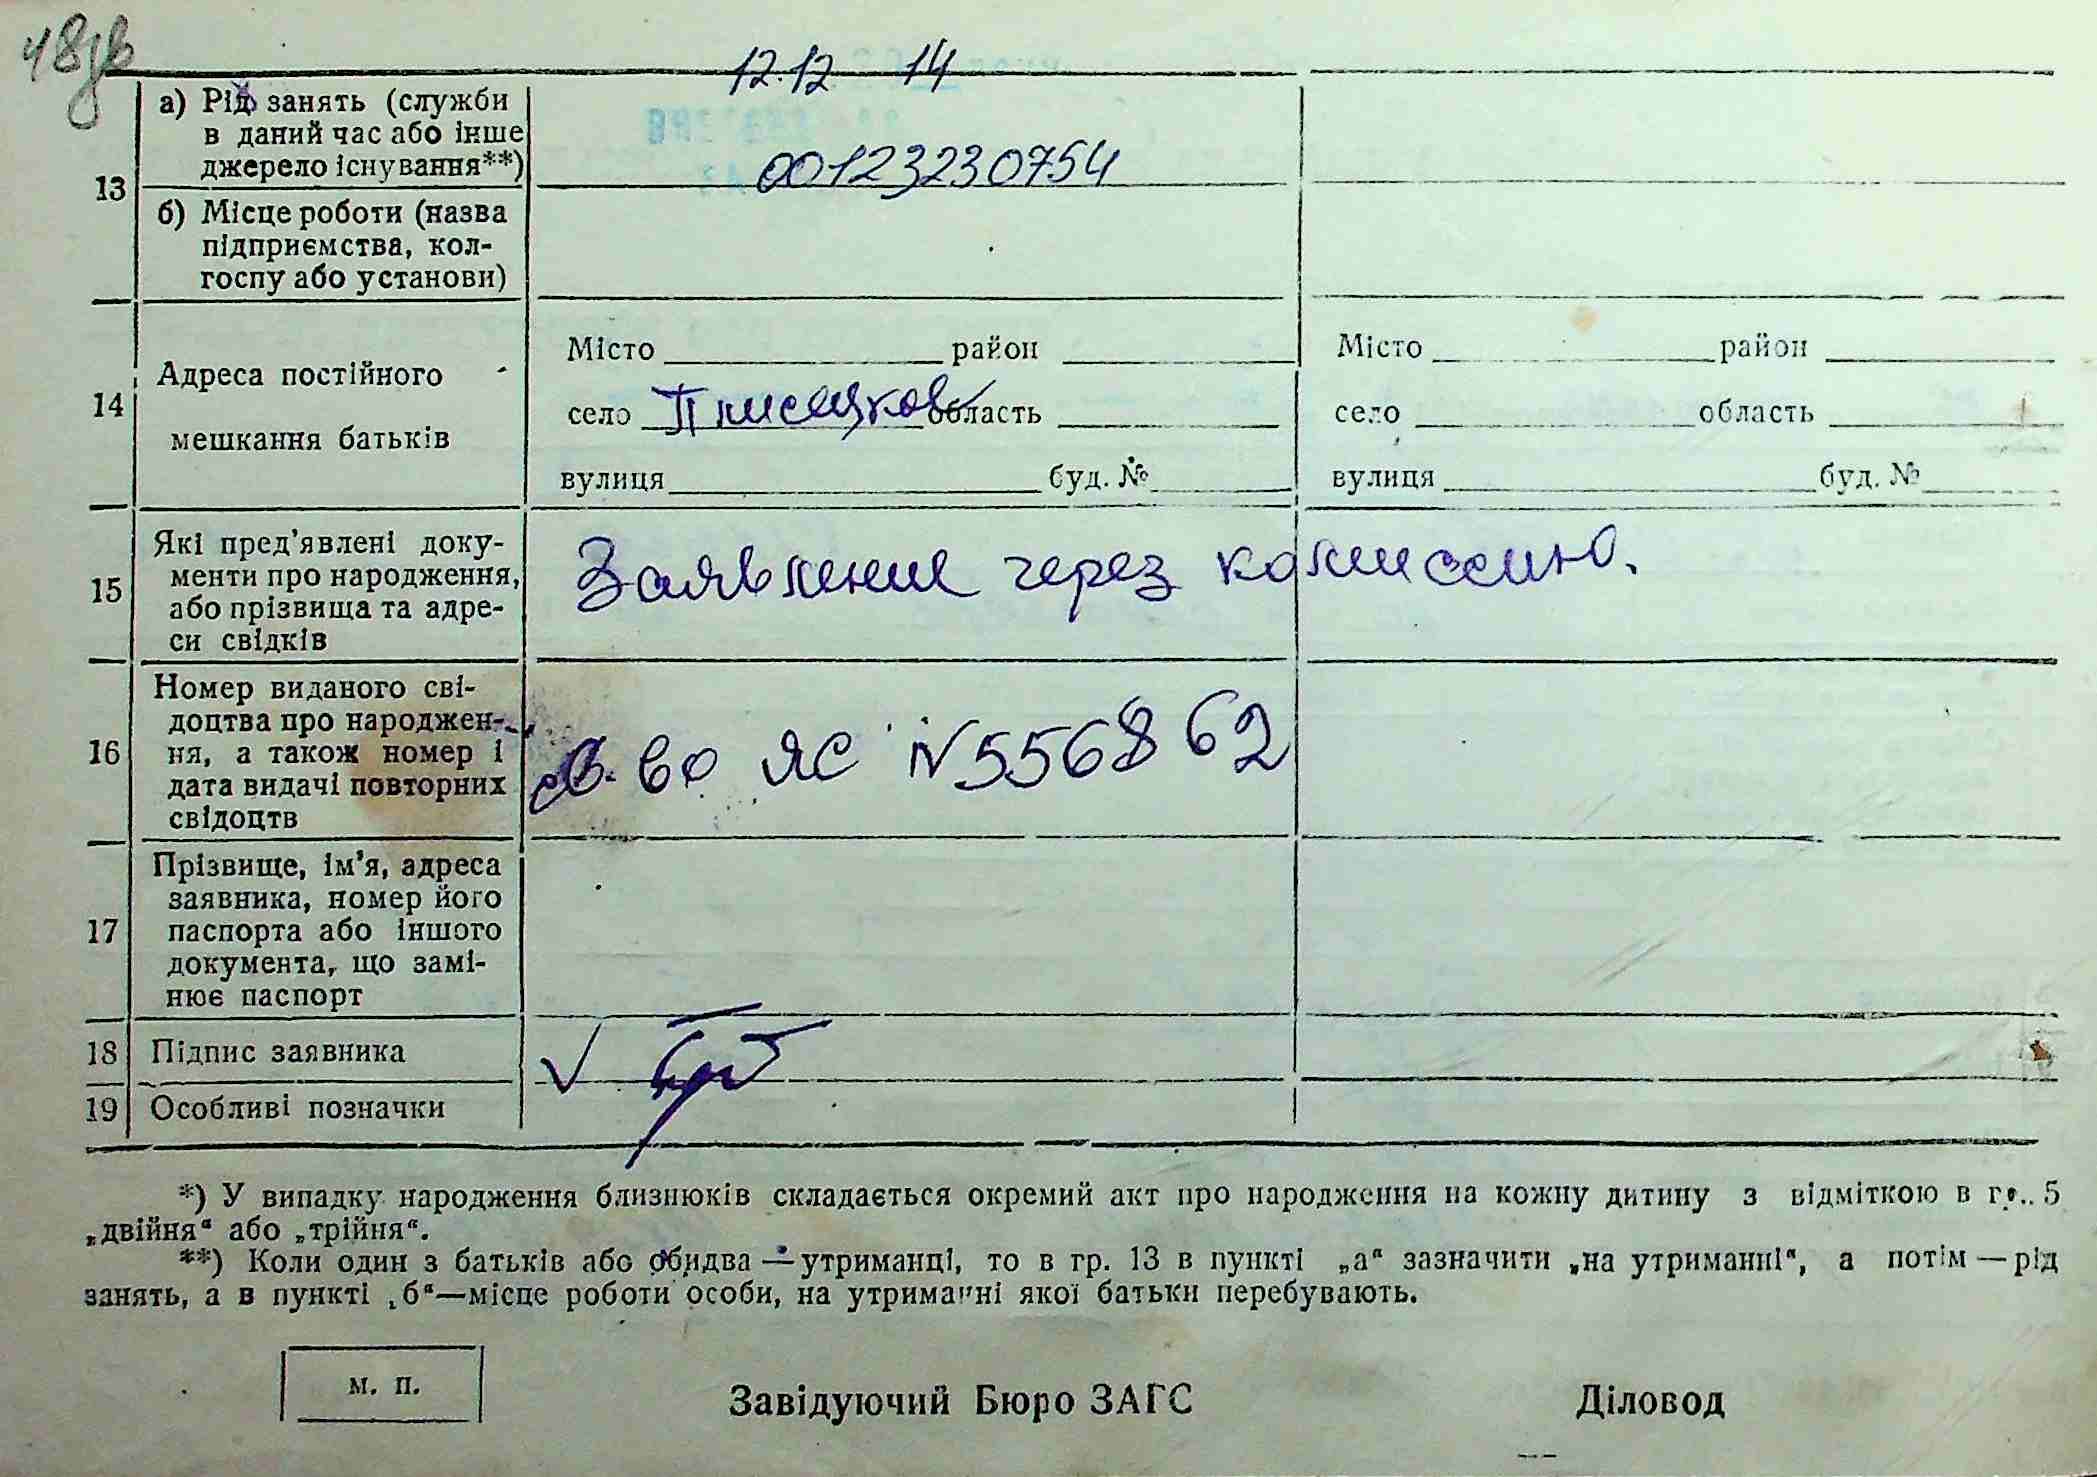 48зв
12.12 14
13
а) Рід занять (служби
в даний час або інше
джерело існування**)
00123230754
б) Місце роботи (назва
підприємства, кол-
госпу або установи)
14
Адреса постійного
мешкання батьків
Місто район
село область
вулиця буд. №
Місто район
село область
вулиця буд. №
15
Які пред'явлені доку-
менти про народження,
або прізвища та адре-
си свідків
Заявление через комиссию.
16
Номер виданого сві-
доцтва про народжен-
ня, а також номер і
дата видачі повторних
свідоцтв
св. во ЯС N 556862
17
Прізвище, ім'я, адреса
заявника, номер його
паспорта або іншого
документа, що замі-
нює паспорт
18 Підпис заявника
19 Особливі позначки
*) У випадку народження близнюків складається окремий акт про народження на кожну дитину з відміткою в гр. 5
„двійня“ або „трійня“.
**) Коли один з батьків або обидва — утриманці, то в гр. 13 в пункті „а“ зазначити „на утриманні“, а потім — рід
занять, а в пункті „б“—місце роботи особи, на утриманні якої батьки перебувають.
м. п.
Завідуючий Бюро ЗАГС
Діловод